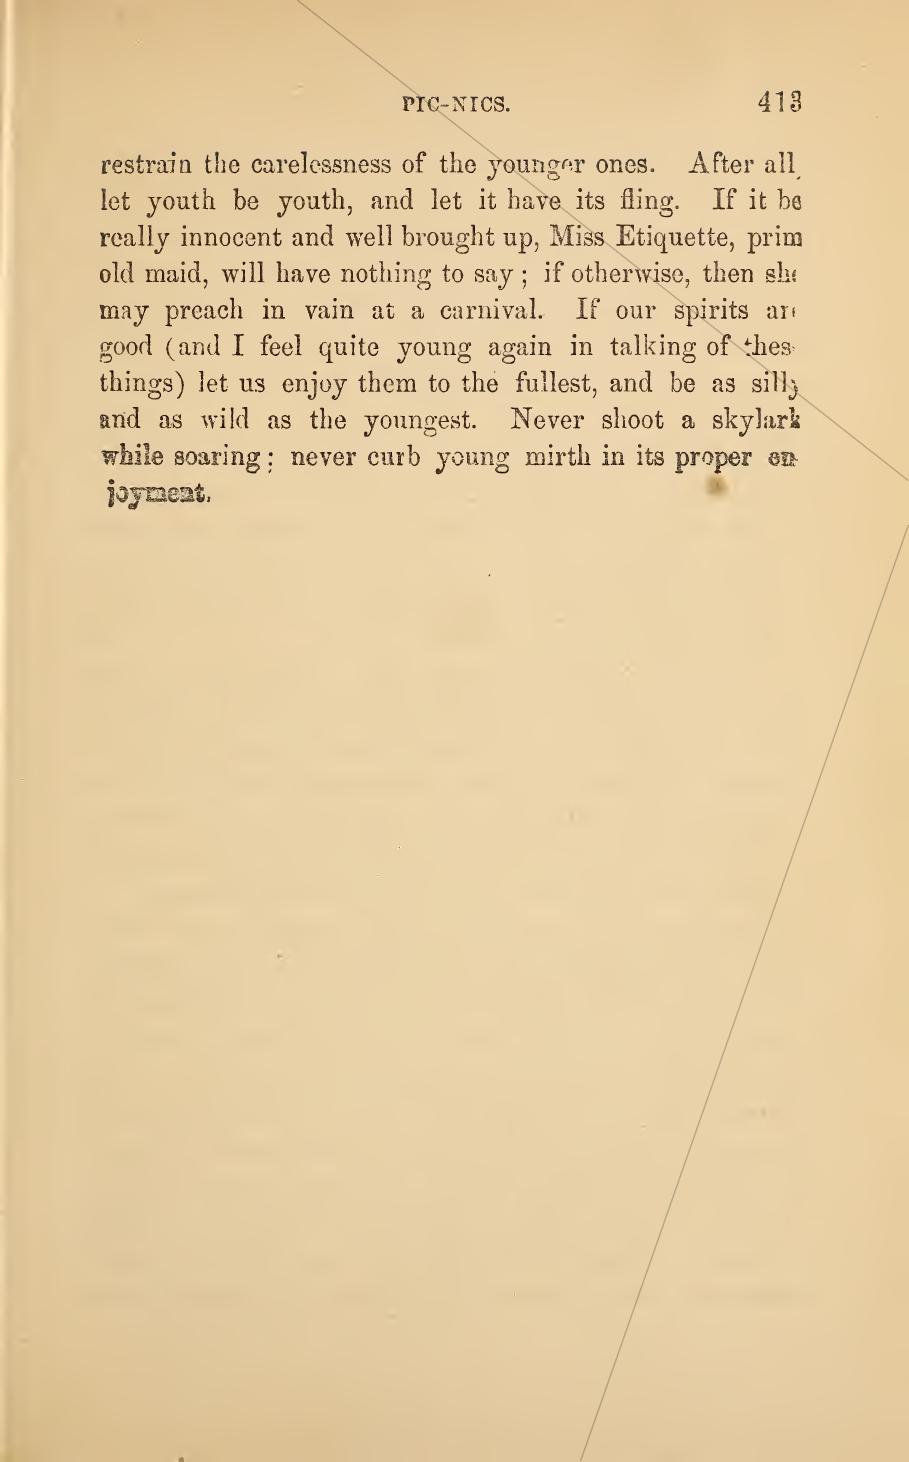 PIC-NICS. 413
restrain the carelessness of the younger ones. After all,
let youth be youth, and let it have its fling. If it be
really innocent and well brought up, Miss Etiquette, prim
old maid, will have nothing to say; if otherwise, then she
may preach in vain at a carnival. If our spirits are
good (and I feel quite young again in talking of these
things) let us enjoy them to the fullest, and be as silly
and as wild as the youngest. Never shoot a skylark
while soaring; never curb young mirth in its proper en-
joyment.